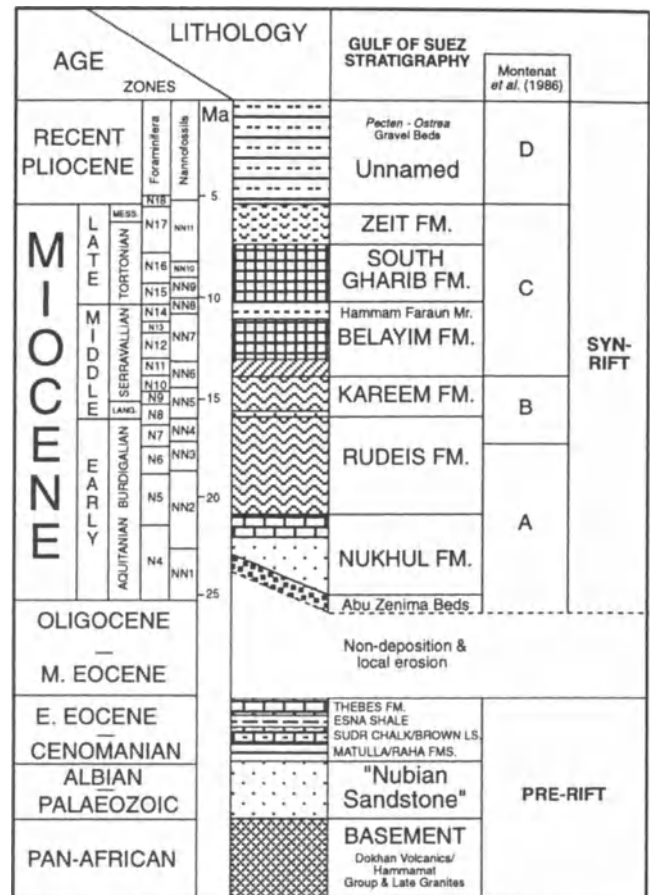 LITHOLOGY
AGE
ZONES
GULF OF SUEZ
STRATIGRAPHY
Montenat
et al. (1986)
Foraminifera
Nannofossils
Ma
RECENT
PLIOCENE
Pecten - Ostrea
Gravel Beds
Unnamed
D
N18
5
MIOCENE
LATE
MESS.
TORTONIAN
N17
N16
N15
NN11
NN10
NN9
ZEIT FM.
SOUTH
GHARIB FM.
10
C
MIDDLE
SERRAVALLIAN
LANG.
N14
N13
N12
N11
N10
N9
N8
NN8
NN7
NN6
NN5
Hammam Faraun Mr.
BELAYIM FM.
KAREEM FM.
15
B
SYN-
RIFT
EARLY
BURDIGALIAN
AQUITANIAN
N7
N6
N5
N4
NN4
NN3
NN2
NN1
RUDEIS FM.
20
A
NUKHUL FM.
25
Abu Zenima Beds
OLIGOCENE
—
M. EOCENE
Non-deposition &
local erosion
E. EOCENE
—
CENOMANIAN
THEBES FM.
ESNA SHALE
SUDR CHALK/BROWN LS.
MATULLA/RAHA FMS.
ALBIAN
—
PALAEOZOIC
"Nubian
Sandstone"
PRE-RIFT
PAN-AFRICAN
BASEMENT
Dokhan Volcanics/
Hammamat
Group & Late Granites